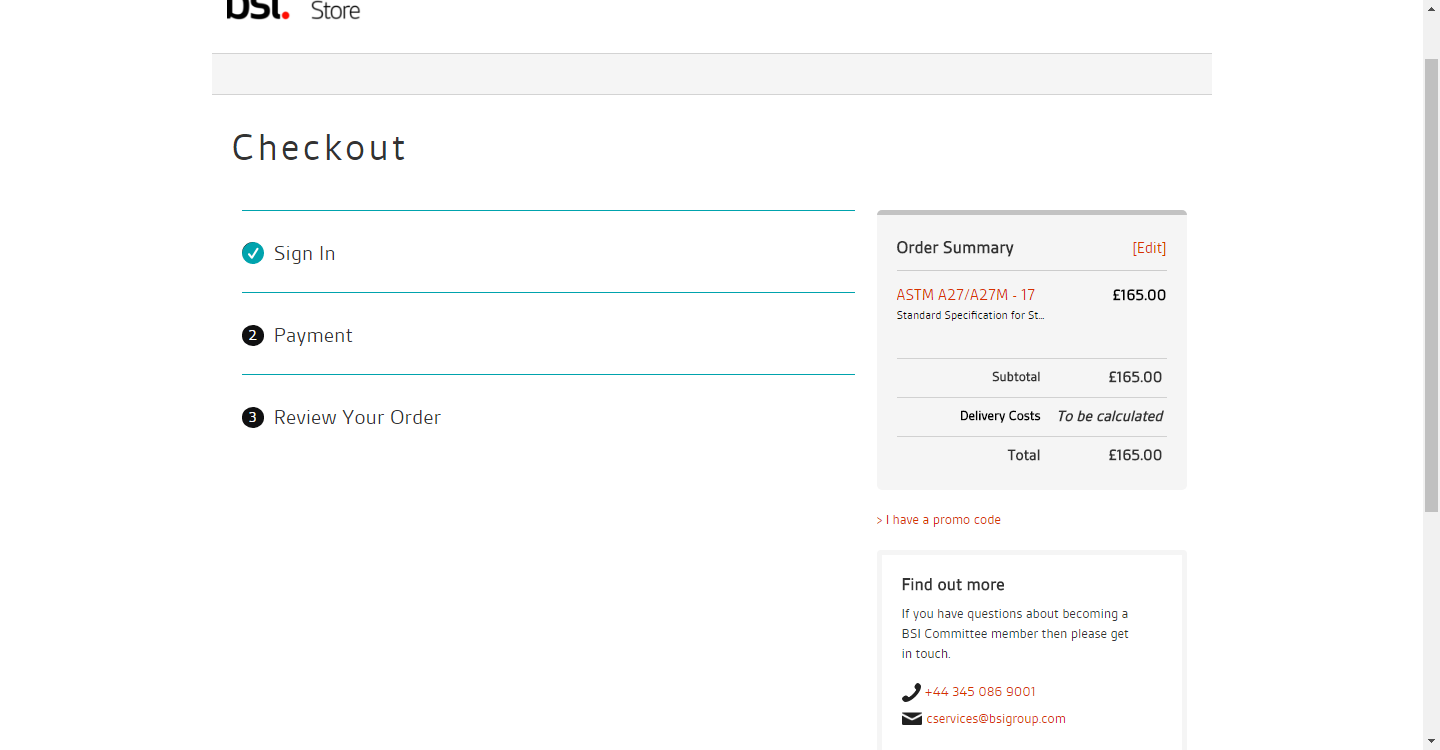 bsi.
Store
Checkout
Sign In
2 Payment
3 Review Your Order
Order Summary [Edit]
ASTM A27/A27M - 17 £165.00
Standard Specification for St...
Subtotal £165.00
Delivery Costs To be calculated
Total £165.00
> I have a promo code
Find out more
If you have questions about becoming a
BSI Committee member then please get
in touch.
+44 345 086 9001
cservices@bsigroup.com